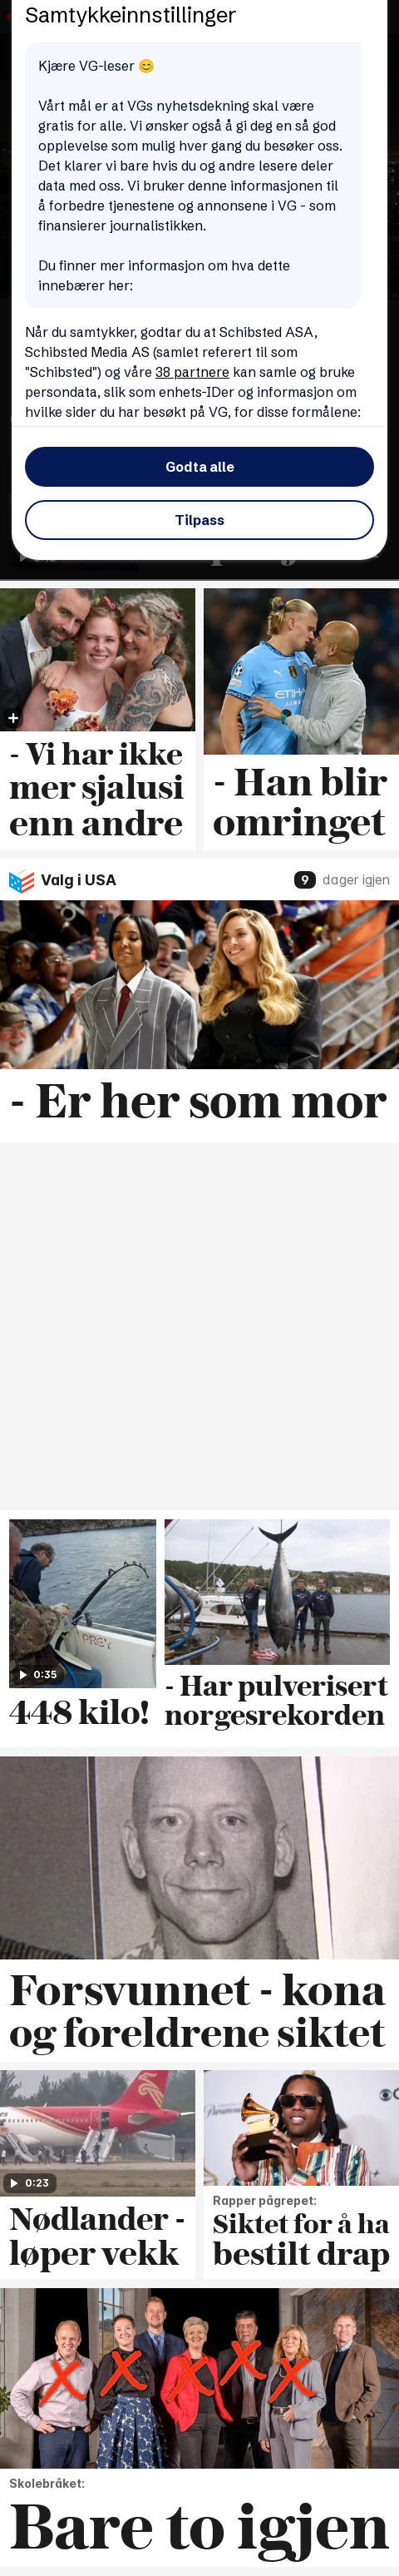 Samtykkeinnstillinger
Kjære VG-leser 😊
Vårt mål er at VGs nyhetsdekning skal være
gratis for alle. Vi ønsker også å gi deg en så god
opplevelse som mulig hver gang du besøker oss.
Det klarer vi bare hvis du og andre lesere deler
data med oss. Vi bruker denne informasjonen til
å forbedre tjenestene og annonsene i VG - som
finansierer journalistikken.
Du finner mer informasjon om hva dette
innebærer her:
Når du samtykker, godtar du at Schibsted ASA,
Schibsted Media AS (samlet referert til som
"Schibsted") og våre 38 partnere kan samle og bruke
persondata, slik som enhets-IDer og informasjon om
hvilke sider du har besøkt på VG, for disse formålene:
Godta alle
Tilpass
- Vi har ikke
mer sjalusi
enn andre
- Han blir
omringet
Valg i USA
9 dager igjen
- Er her som mor
PREY
0:35
448 kilo!
- Har pulverisert
norgesrekorden
Forsvunnet - kona
og foreldrene siktet
0:23
Nødlander -
løper vekk
Rapper pågrepet:
Siktet for å ha
bestilt drap
Skolebråket:
Bare to igjen